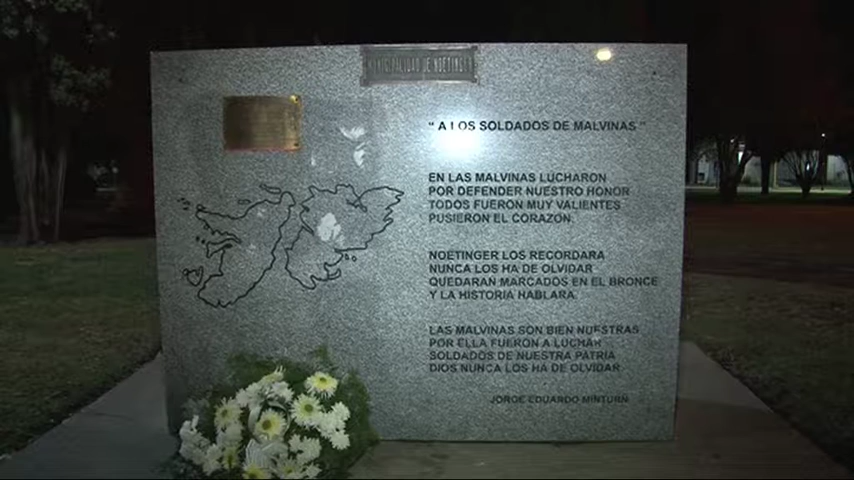 MUNICIPALIDAD DE NOETINGER
" A LOS SOLDADOS DE MALVINAS "
EN LAS MALVINAS LUCHARON
POR DEFENDER NUESTRO HONOR
TODOS FUERON MUY VALIENTES
PUSIERON EL CORAZON.
NOETINGER LOS RECORDARA
NUNCA LOS HA DE OLVIDAR
QUEDARAN MARCADOS EN EL BRONCE
Y LA HISTORIA HABLARA.
LAS MALVINAS SON BIEN NUESTRAS
POR ELLA FUERON A LUCHAR
SOLDADOS DE NUESTRA PATRIA
DIOS NUNCA LOS HA DE OLVIDAR
JORGE EDUARDO MINTURN